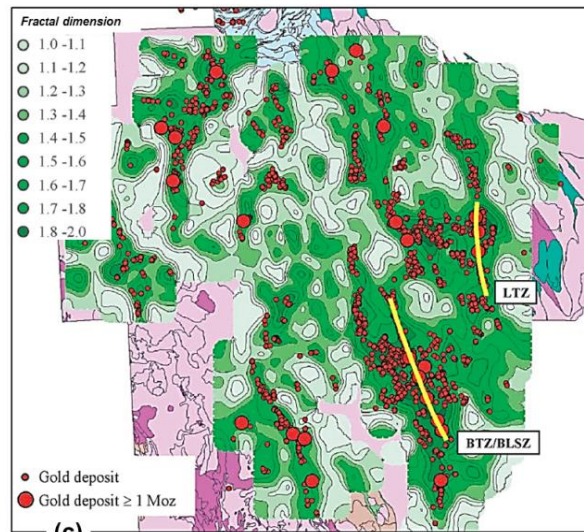 Fractal dimension
1.0 -1.1
1.1 -1.2
1.2 -1.3
1.3 -1.4
1.4 -1.5
1.5 -1.6
1.6 -1.7
1.7 -1.8
1.8 -2.0
LTZ
BTZ/BLSZ
Gold deposit
Gold deposit ≥ 1 Moz